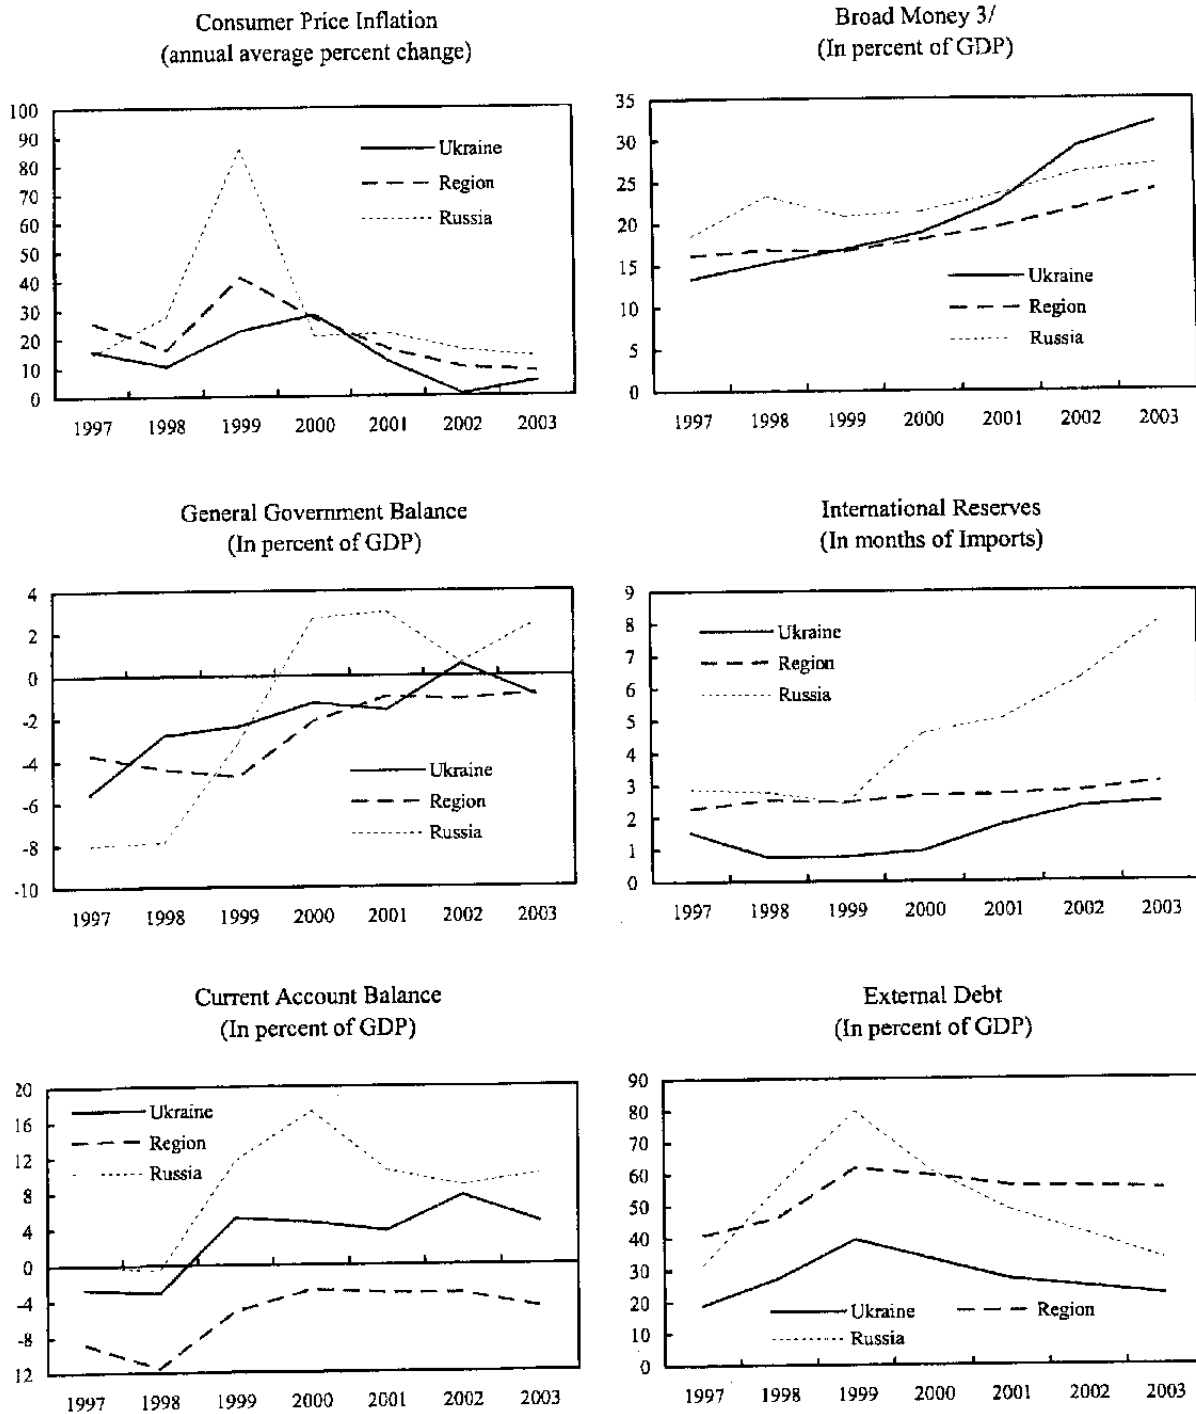 Consumer Price Inflation
(annual average percent change)
100
90
80
70
60
50
40
30
20
10
0
Ukraine
Region
Russia
1997 1998 1999 2000 2001 2002 2003
Broad Money 3/
(In percent of GDP)
35
30
25
20
15
10
5
0
Ukraine
Region
Russia
1997 1998 1999 2000 2001 2002 2003
General Government Balance
(In percent of GDP)
4
2
0
-2
-4
-6
-8
-10
Ukraine
Region
Russia
1997 1998 1999 2000 2001 2002 2003
International Reserves
(In months of Imports)
9
8
7
6
5
4
3
2
1
0
Ukraine
Region
Russia
1997 1998 1999 2000 2001 2002 2003
Current Account Balance
(In percent of GDP)
20
16
12
8
4
0
-4
-8
12
Ukraine
Region
Russia
1997 1998 1999 2000 2001 2002 2003
External Debt
(In percent of GDP)
90
80
70
60
50
40
30
20
10
0
Ukraine Region
Russia
1997 1998 1999 2000 2001 2002 2003